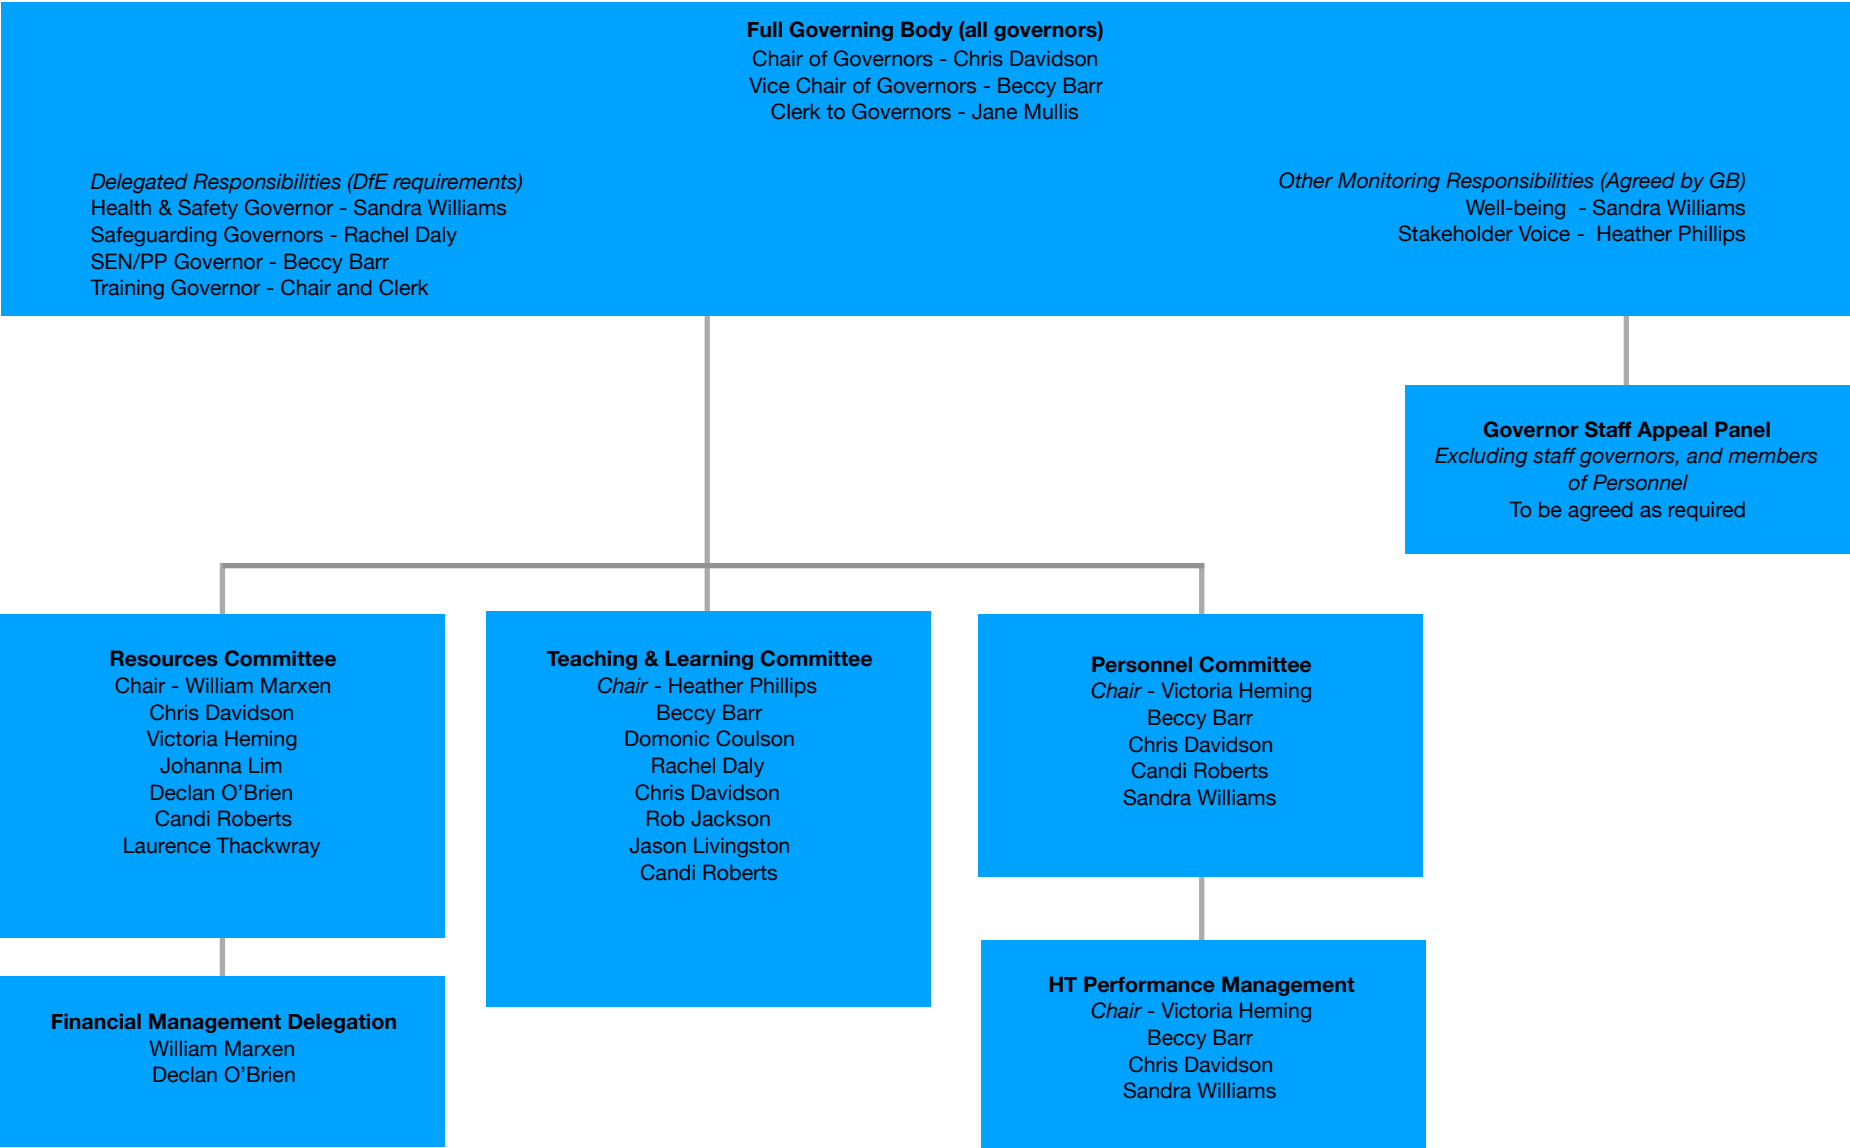 Full Governing Body (all governors)
Chair of Governors - Chris Davidson
Vice Chair of Governors - Beccy Barr
Clerk to Governors - Jane Mullis
Delegated Responsibilities (DfE requirements)
Health & Safety Governor - Sandra Williams
Safeguarding Governors - Rachel Daly
SEN/PP Governor - Beccy Barr
Training Governor - Chair and Clerk
Other Monitoring Responsibilities (Agreed by GB)
Well-being  - Sandra Williams
Stakeholder Voice -  Heather Phillips
Governor Staff Appeal Panel
Excluding staff governors, and members
of Personnel
To be agreed as required
Resources Committee
Chair - William Marxen
Chris Davidson
Victoria Heming
Johanna Lim
Declan O’Brien
Candi Roberts
Laurence Thackwray
Teaching & Learning Committee
Chair - Heather Phillips
Beccy Barr
Domonic Coulson
Rachel Daly
Chris Davidson
Rob Jackson
Jason Livingston
Candi Roberts
Personnel Committee
Chair - Victoria Heming
Beccy Barr
Chris Davidson
Candi Roberts
Sandra Williams
Financial Management Delegation
William Marxen
Declan O’Brien
HT Performance Management
Chair - Victoria Heming
Beccy Barr
Chris Davidson
Sandra Williams